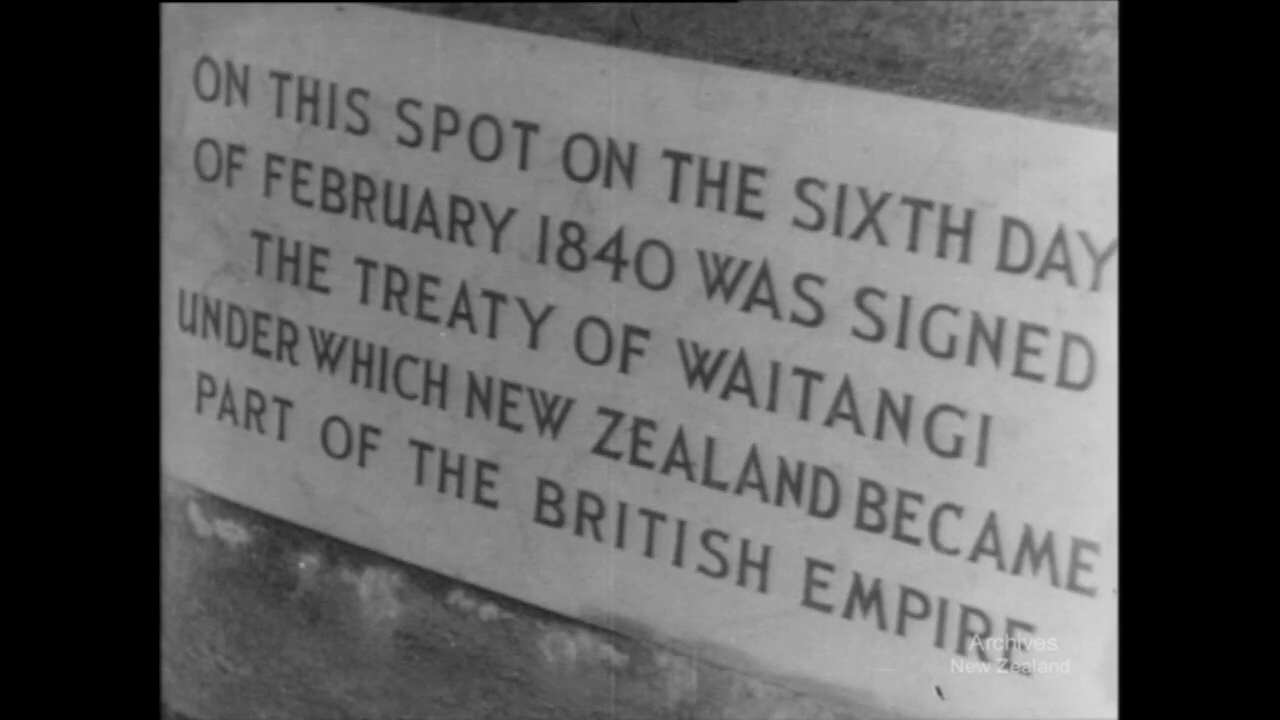 ON THIS SPOT ON THE SIXTH DAY
OF FEBRUARY 1840 WAS SIGNED
THE TREATY OF WAITANGI
UNDER WHICH NEW ZEALAND BECAME
PART OF THE BRITISH EMPIRE
Archives
New Zealand